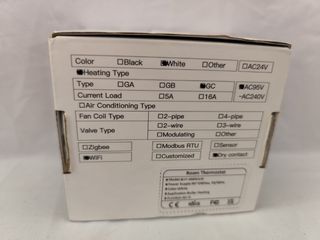 Color □Black ■White □Other □AC24V
■Heating Type
Type □GA □GB ■GC ■AC95V
Current Load □5A □16A ~AC240V
□Air Conditioning Type
Fan Coil Type □2-pipe □4-pipe
Valve Type □2-wire □3-wire
□Modulating □Other
□Zigbee □Modbus RTU □Sensor
■WIFI □Customized ■Dry contact
Room Thermostat